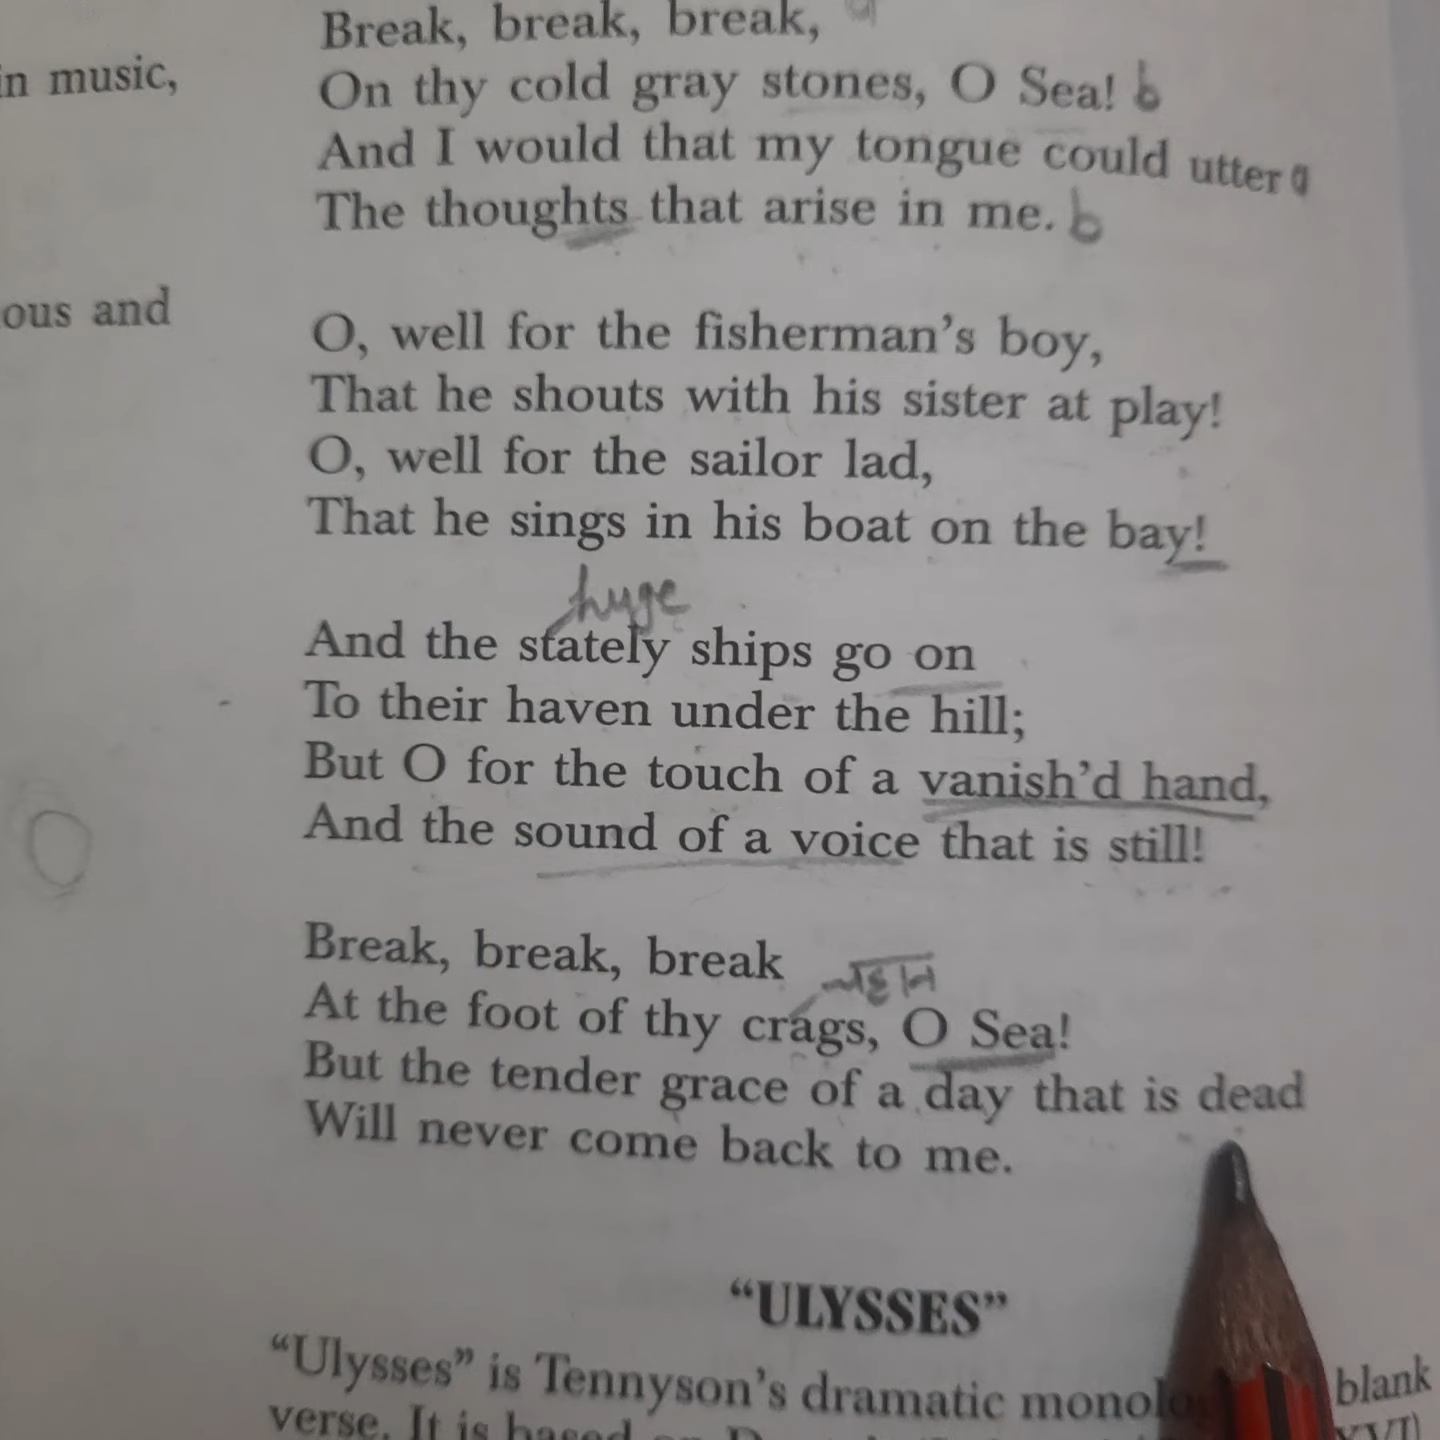 Break, break, break, a
in music,
On thy cold gray stones, O Sea! b
And I would that my tongue could utter a
The thoughts that arise in me. b
ous and
O, well for the fisherman's boy,
That he shouts with his sister at play!
O, well for the sailor lad,
That he sings in his boat on the bay!
huge
And the stately ships go on
To their haven under the hill;
But O for the touch of a vanish'd hand,
And the sound of a voice that is still!
Break, break, break
At the foot of thy crags, O Sea!
But the tender grace of a day that is dead
Will never come back to me.
"ULYSSES"
"Ulysses" is Tennyson's dramatic blank
verse. It is